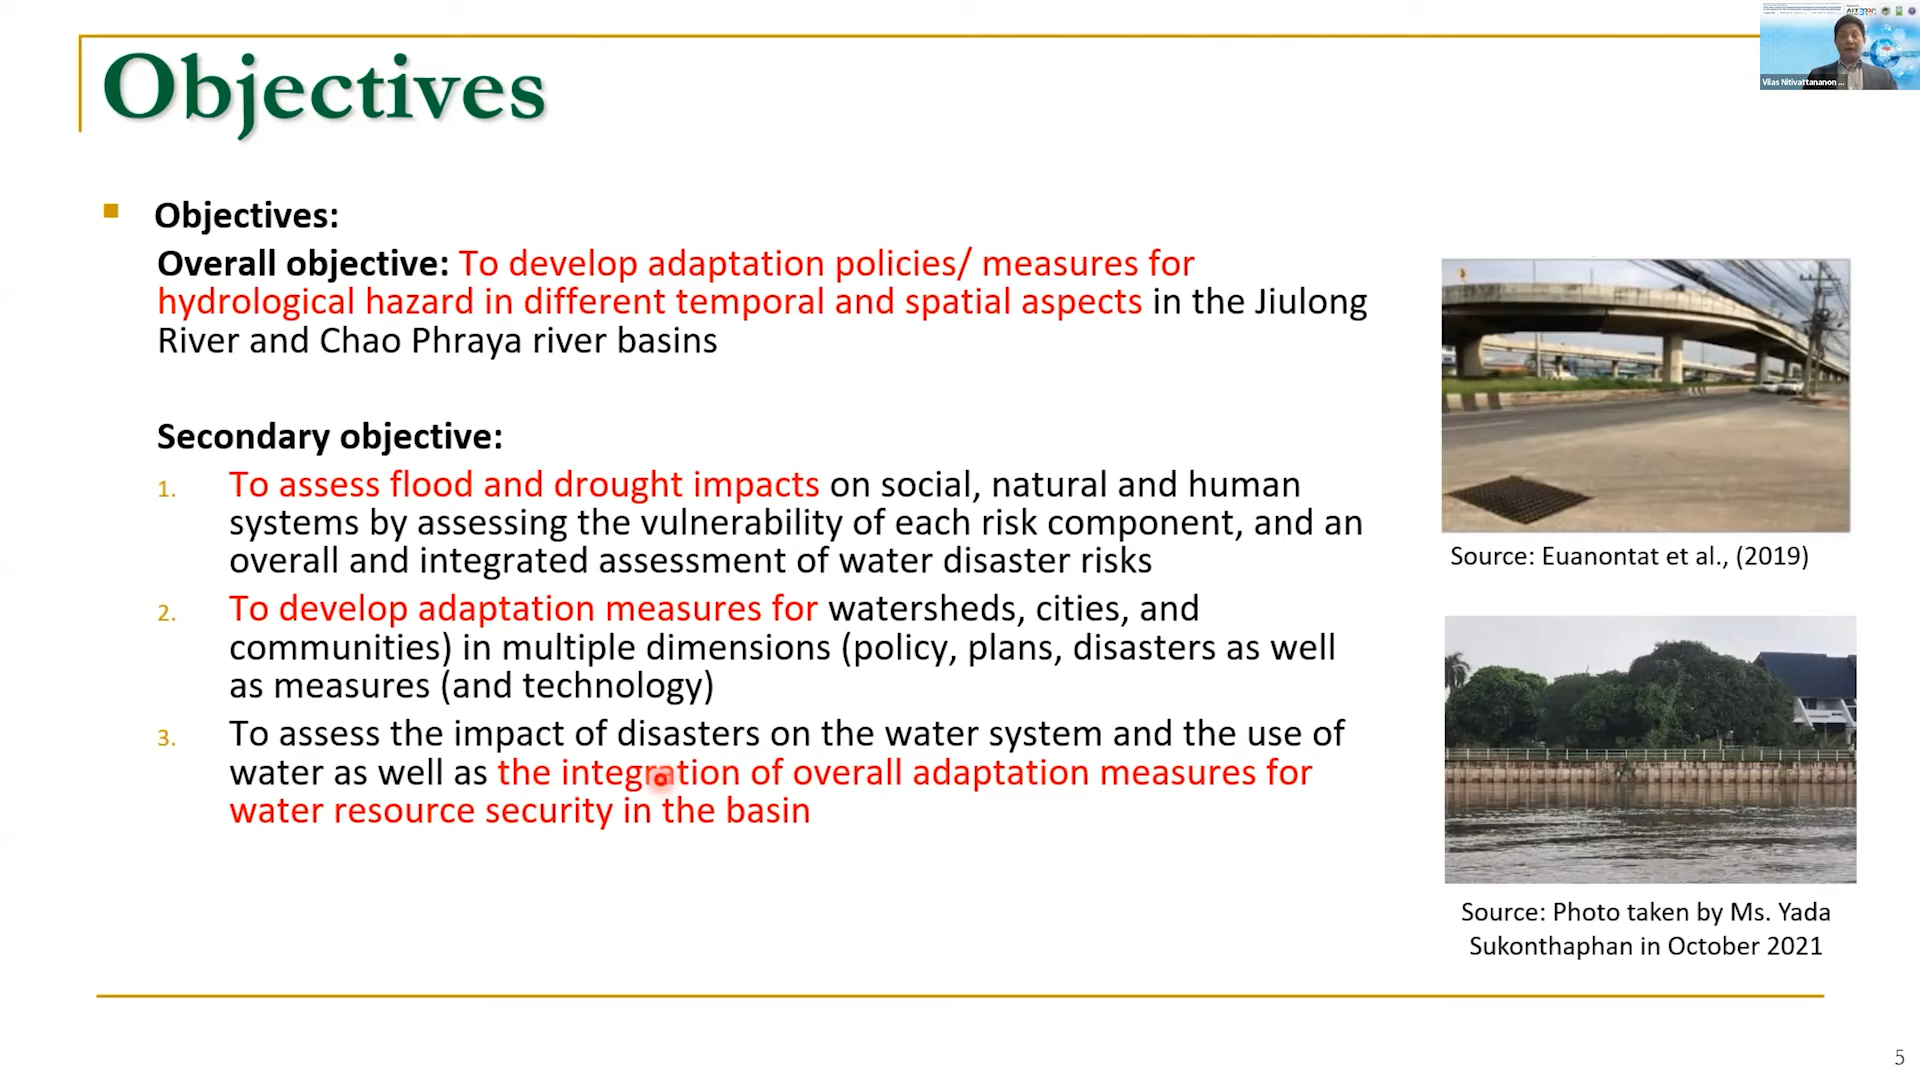 Objectives
Objectives:
Overall objective: To develop adaptation policies/ measures for
hydrological hazard in different temporal and spatial aspects in the Jiulong
River and Chao Phraya river basins
Secondary objective:
1. To assess flood and drought impacts on social, natural and human
systems by assessing the vulnerability of each risk component, and an
overall and integrated assessment of water disaster risks
2. To develop adaptation measures for watersheds, cities, and
communities) in multiple dimensions (policy, plans, disasters as well
as measures (and technology)
3. To assess the impact of disasters on the water system and the use of
water as well as the integration of overall adaptation measures for
water resource security in the basin
Source: Euanontat et al., (2019)
Source: Photo taken by Ms. Yada
Sukonthaphan in October 2021
Vilas Nitivattananon ...
5